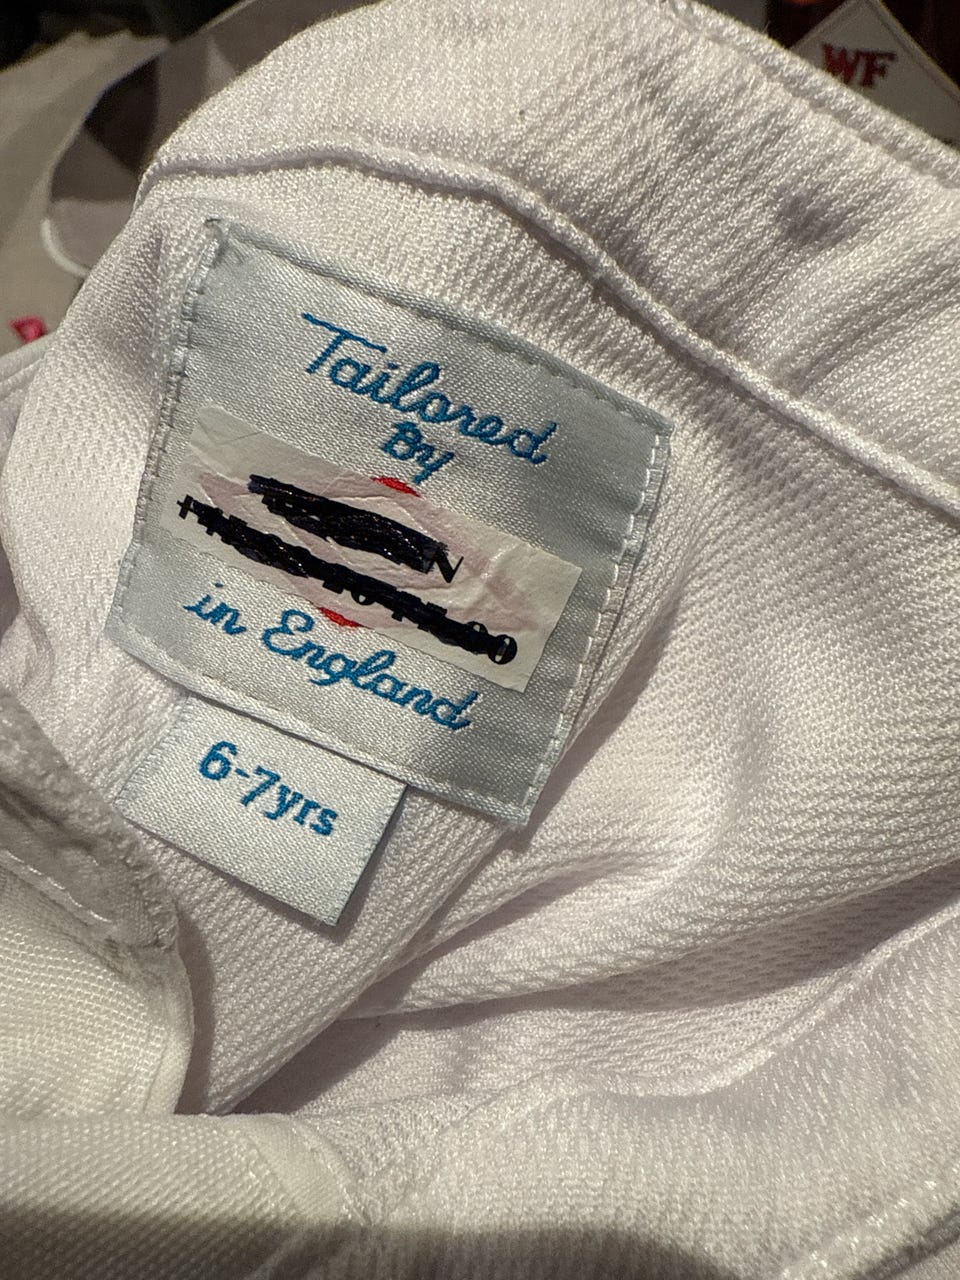 WF
Tailored
By
in England
6-7yrs